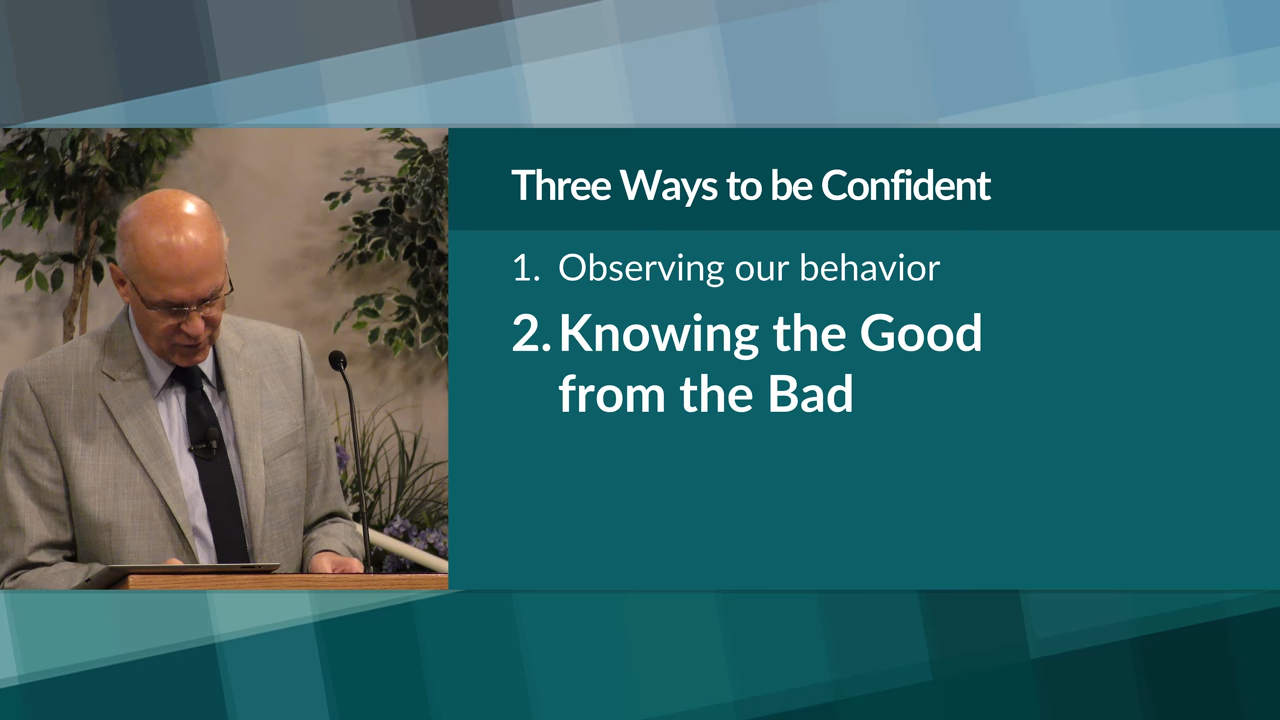 Three Ways to be Confident
1. Observing our behavior
2. Knowing the Good
from the Bad